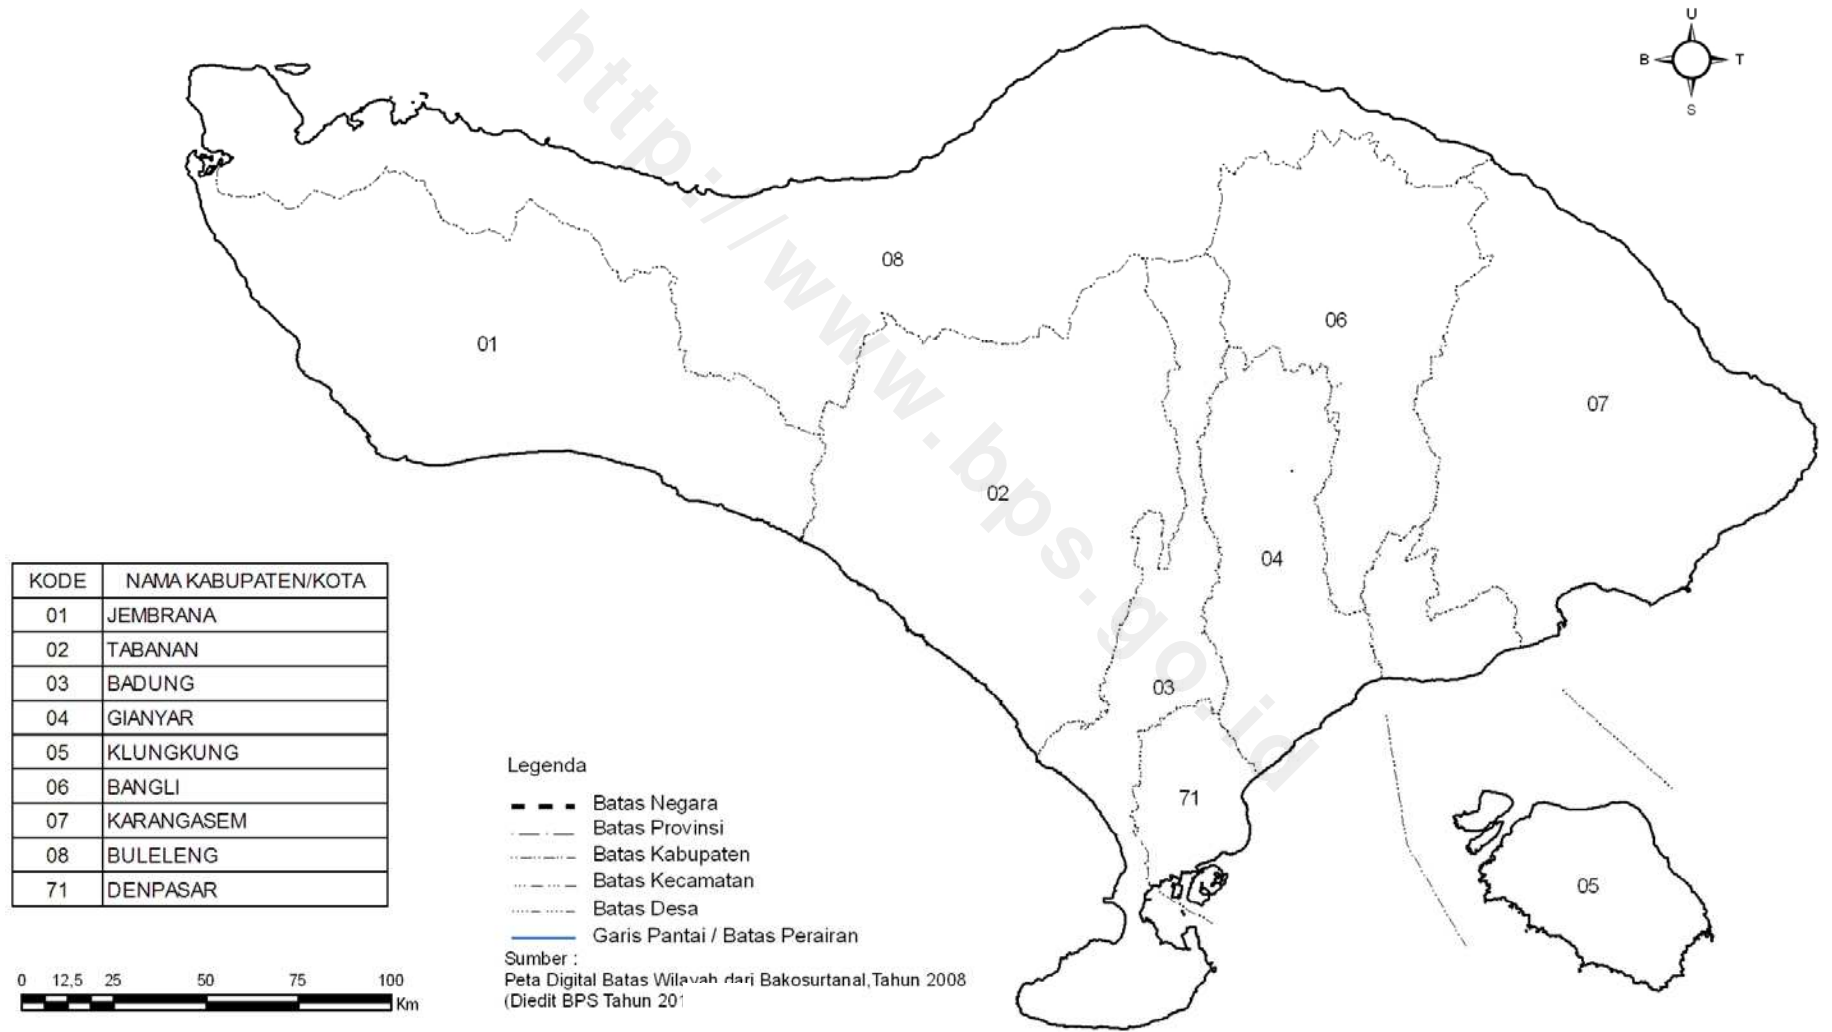 http://www.bps.go.id
U
B T
S
08
01
06
07
02
04
03
71
05
KODE NAMA KABUPATEN/KOTA
01 JEMBRANA
02 TABANAN
03 BADUNG
04 GIANYAR
05 KLUNGKUNG
06 BANGLI
07 KARANGASEM
08 BULELENG
71 DENPASAR
Legenda
Batas Negara
Batas Provinsi
Batas Kabupaten
Batas Kecamatan
Batas Desa
Garis Pantai / Batas Perairan
Sumber :
Peta Digital Batas Wilayah dari Bakosurtanal,Tahun 2008
(Diedit BPS Tahun
0 12,5 25 50 75 100
Km